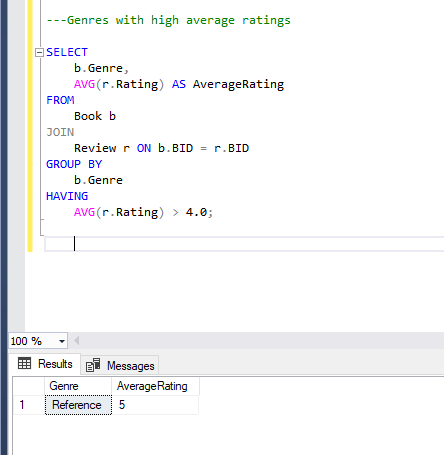 ---Genres with high average ratings
SELECT
b.Genre,
AVG(r.Rating) AS AverageRating
FROM
Book b
JOIN
Review r ON b.BID = r.BID
GROUP BY
b.Genre
HAVING
AVG(r.Rating) > 4.0;
100 %
Results Messages
Genre AverageRating
1 Reference 5